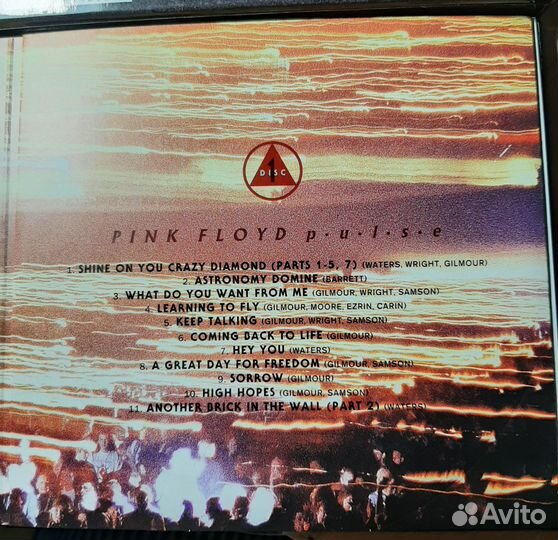 1
DISC
PINK FLOYD p·u·l·s·e
1. SHINE ON YOU CRAZY DIAMOND (PARTS 1-5, 7) (WATERS, WRIGHT, GILMOUR)
2. ASTRONOMY DOMINE (BARRETT)
3. WHAT DO YOU WANT FROM ME (GILMOUR, WRIGHT, SAMSON)
4. LEARNING TO FLY (GILMOUR, MOORE, EZRIN, CARIN)
5. KEEP TALKING (GILMOUR, WRIGHT, SAMSON)
6. COMING BACK TO LIFE (GILMOUR)
7. HEY YOU (WATERS)
8. A GREAT DAY FOR FREEDOM (GILMOUR, SAMSON)
9. SORROW (GILMOUR)
10. HIGH HOPES (GILMOUR, SAMSON)
11. ANOTHER BRICK IN THE WALL (PART 2) (WATERS)
Avito